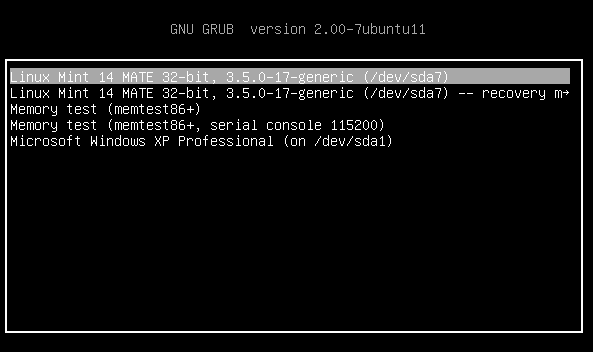 GNU GRUB  version 2.00-7ubuntu11
Linux Mint 14 MATE 32-bit, 3.5.0-17-generic (/dev/sda7)
Linux Mint 14 MATE 32-bit, 3.5.0-17-generic (/dev/sda7) -- recovery m→
Memory test (memtest86+)
Memory test (memtest86+, serial console 115200)
Microsoft Windows XP Professional (on /dev/sda1)